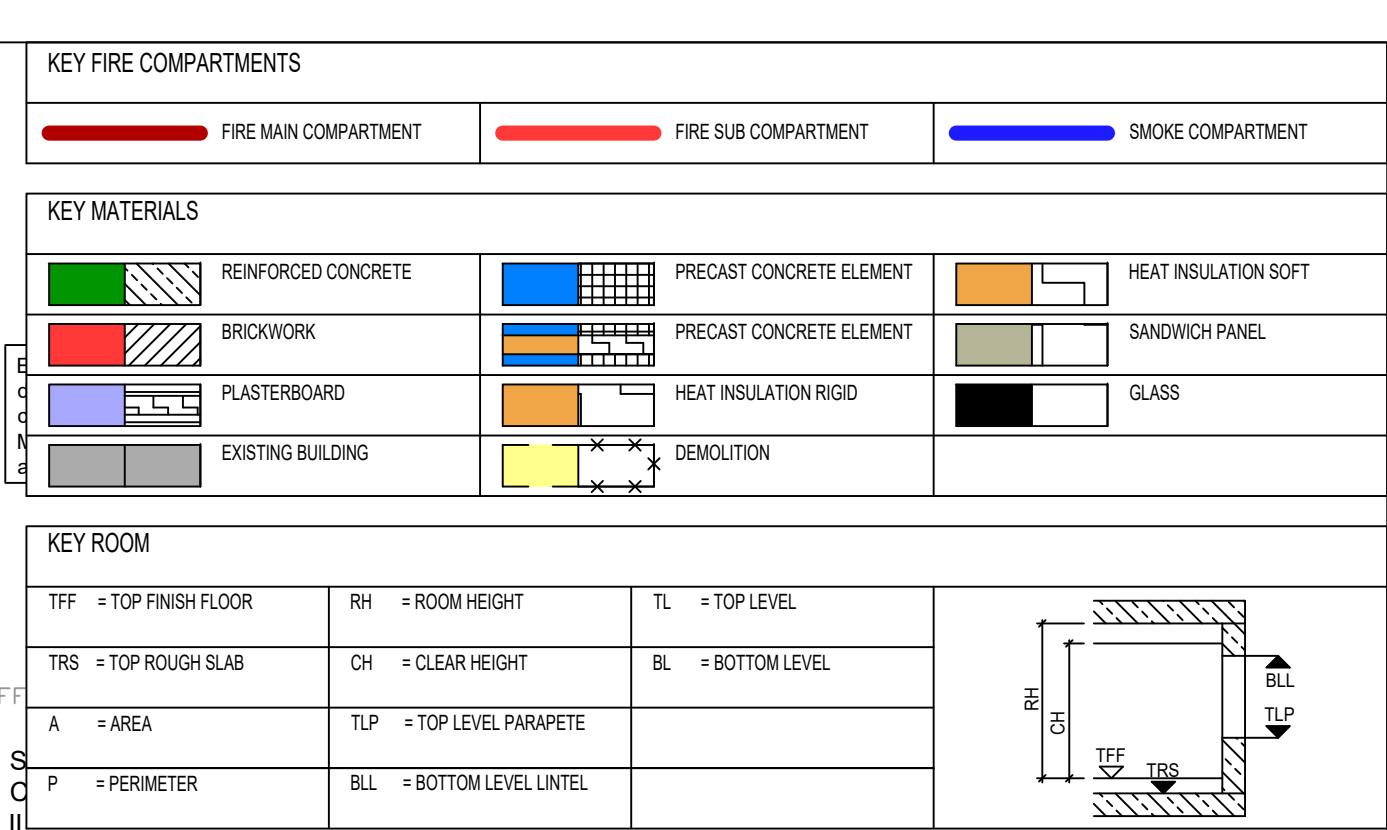 KEY FIRE COMPARTMENTS
FIRE MAIN COMPARTMENT
FIRE SUB COMPARTMENT
SMOKE COMPARTMENT
KEY MATERIALS
REINFORCED CONCRETE
PRECAST CONCRETE ELEMENT
HEAT INSULATION SOFT
BRICKWORK
PRECAST CONCRETE ELEMENT
SANDWICH PANEL
PLASTERBOARD
HEAT INSULATION RIGID
GLASS
EXISTING BUILDING
DEMOLITION
KEY ROOM
TFF = TOP FINISH FLOOR
RH = ROOM HEIGHT
TL = TOP LEVEL
TRS = TOP ROUGH SLAB
CH = CLEAR HEIGHT
BL = BOTTOM LEVEL
A = AREA
TLP = TOP LEVEL PARAPETE
P = PERIMETER
BLL = BOTTOM LEVEL LINTEL
RH
CH
BLL
TLP
TFF
TRS